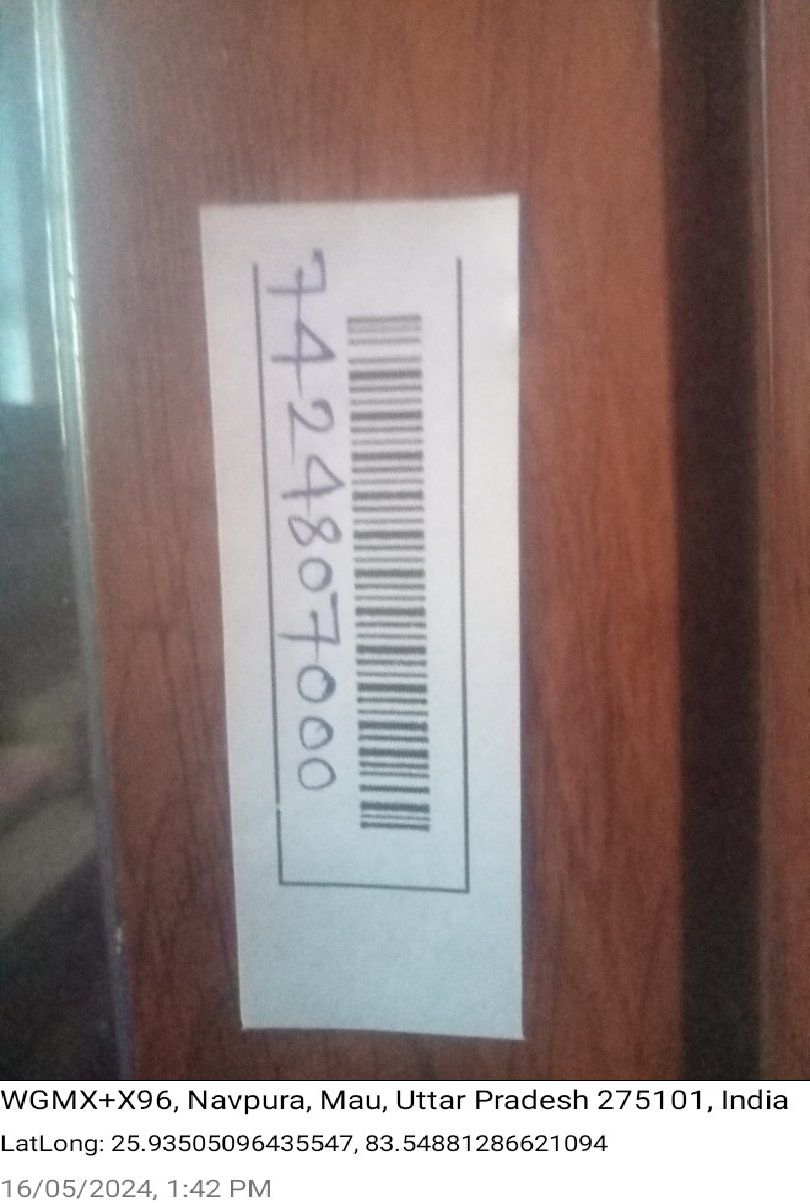 7424807000
WGMX+X96, Navpura, Mau, Uttar Pradesh 275101, India
LatLong: 25.93505096435547, 83.54881286621094
16/05/2024, 1:42 PM